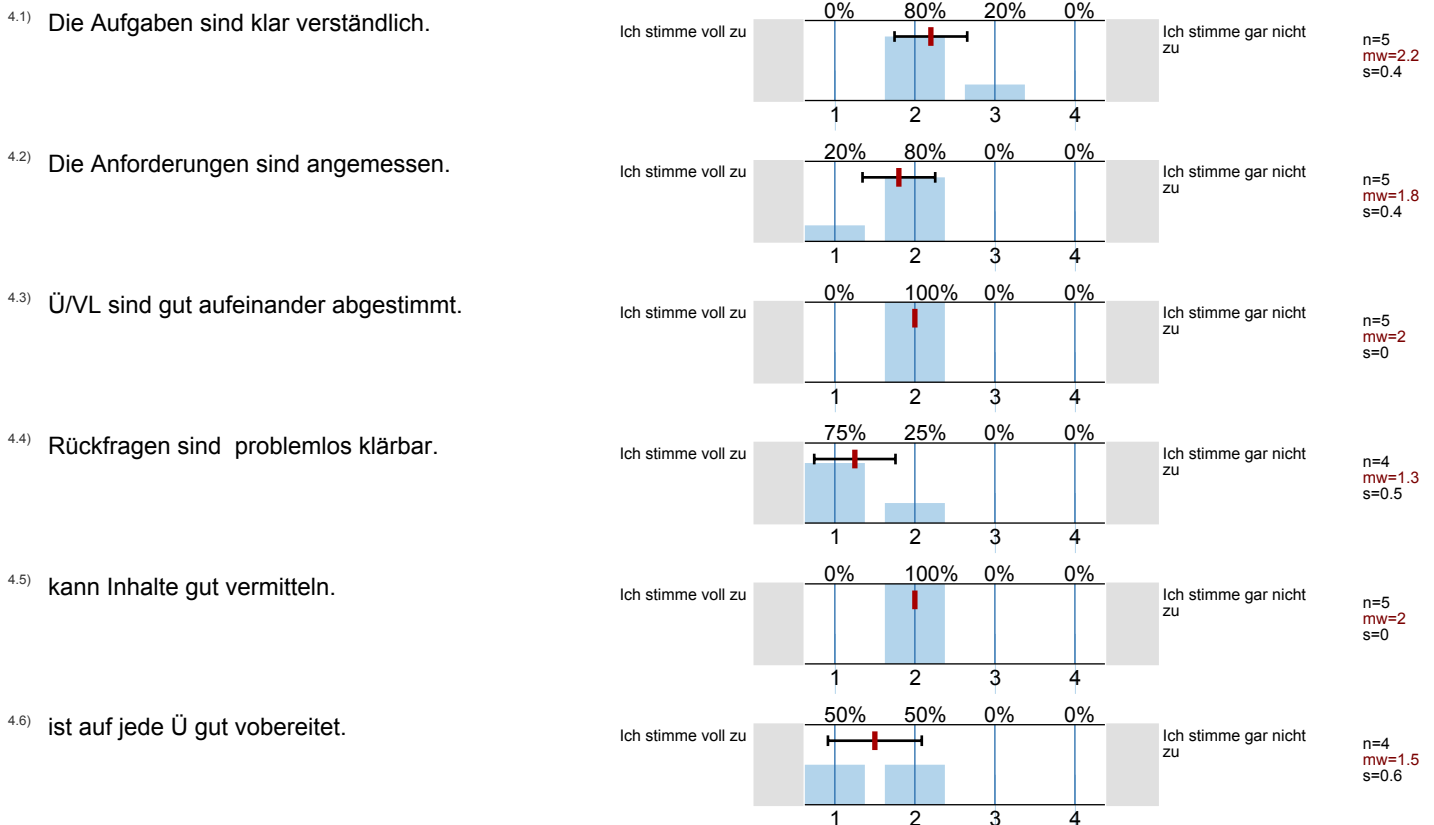 4.1) Die Aufgaben sind klar verständlich.
Ich stimme voll zu
0% 80% 20% 0%
1 2 3 4
Ich stimme gar nicht
zu
n=5
mw=2.2
s=0.4
4.2) Die Anforderungen sind angemessen.
Ich stimme voll zu
20% 80% 0% 0%
1 2 3 4
Ich stimme gar nicht
zu
n=5
mw=1.8
s=0.4
4.3) Ü/VL sind gut aufeinander abgestimmt.
Ich stimme voll zu
0% 100% 0% 0%
1 2 3 4
Ich stimme gar nicht
zu
n=5
mw=2
s=0
4.4) Rückfragen sind problemlos klärbar.
Ich stimme voll zu
75% 25% 0% 0%
1 2 3 4
Ich stimme gar nicht
zu
n=4
mw=1.3
s=0.5
4.5) kann Inhalte gut vermitteln.
Ich stimme voll zu
0% 100% 0% 0%
1 2 3 4
Ich stimme gar nicht
zu
n=5
mw=2
s=0
4.6) ist auf jede Ü gut vobereitet.
Ich stimme voll zu
50% 50% 0% 0%
1 2 3 4
Ich stimme gar nicht
zu
n=4
mw=1.5
s=0.6